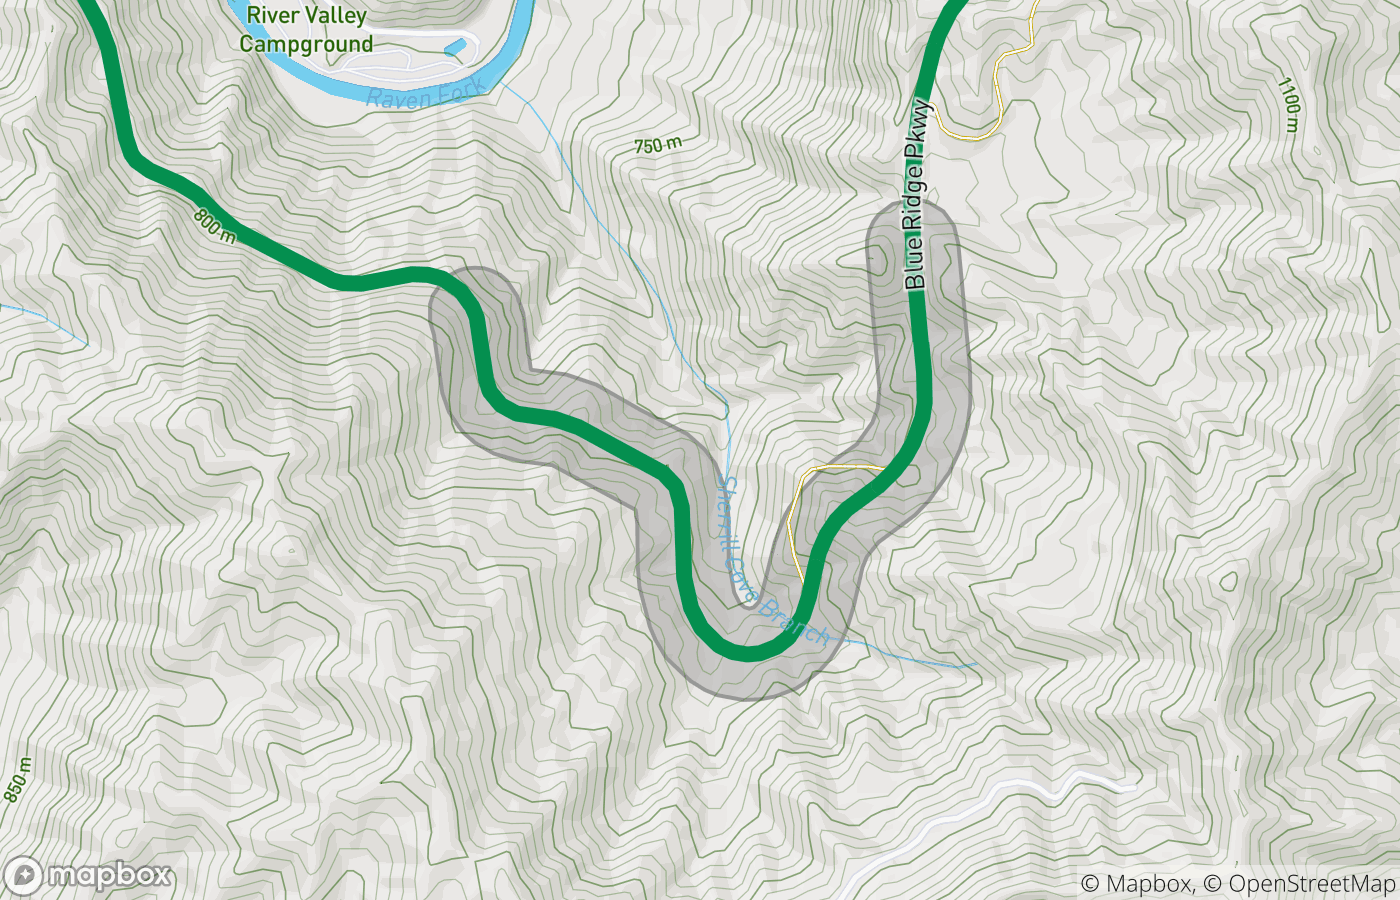 River Valley
Campground
Raven Fork
750 m
1100 m
Blue Ridge Pkwy
800 m
Sherrill Cove Branch
850 m
mapbox
© Mapbox, © OpenStreetMap